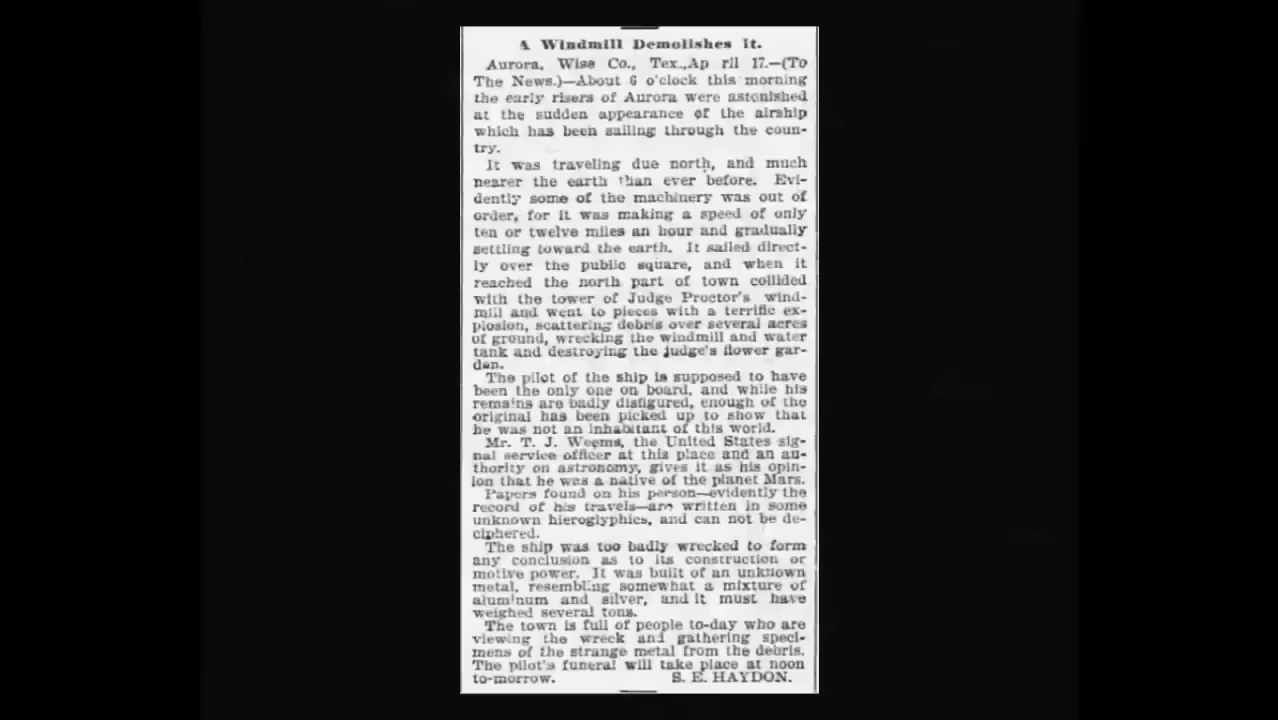 A Windmill Demolishes It.
Aurora, Wise Co., Tex.,Ap ril 17.—(To
The News.)—About 6 o'clock this morning
the early risers of Aurora were astonished
at the sudden appearance of the airship
which has been sailing through the coun-
try.
It was traveling due north, and much
nearer the earth than ever before. Evi-
dently some of the machinery was out of
order, for it was making a speed of only
ten or twelve miles an hour and gradually
settling toward the earth. It sailed direct-
ly over the public square, and when it
reached the north part of town collided
with the tower of Judge Proctor's wind-
mill and went to pieces with a terrific ex-
plosion, scattering debris over several acres
of ground, wrecking the windmill and water
tank and destroying the judge's flower gar-
den.
The pilot of the ship is supposed to have
been the only one on board, and while his
remains are badly disfigured, enough of the
original has been picked up to show that
he was not an inhabitant of this world.
Mr. T. J. Weems, the United States sig-
nal service officer at this place and an au-
thority on astronomy, gives it as his opin-
ion that he was a native of the planet Mars.
Papers found on his person—evidently the
record of his travels—are written in some
unknown hieroglyphics, and can not be de-
ciphered.
The ship was too badly wrecked to form
any conclusion as to its construction or
motive power. It was built of an unknown
metal, resembling somewhat a mixture of
aluminum and silver, and it must have
weighed several tons.
The town is full of people to-day who are
viewing the wreck and gathering speci-
mens of the strange metal from the debris.
The pilot's funeral will take place at noon
to-morrow. S. E. HAYDON.